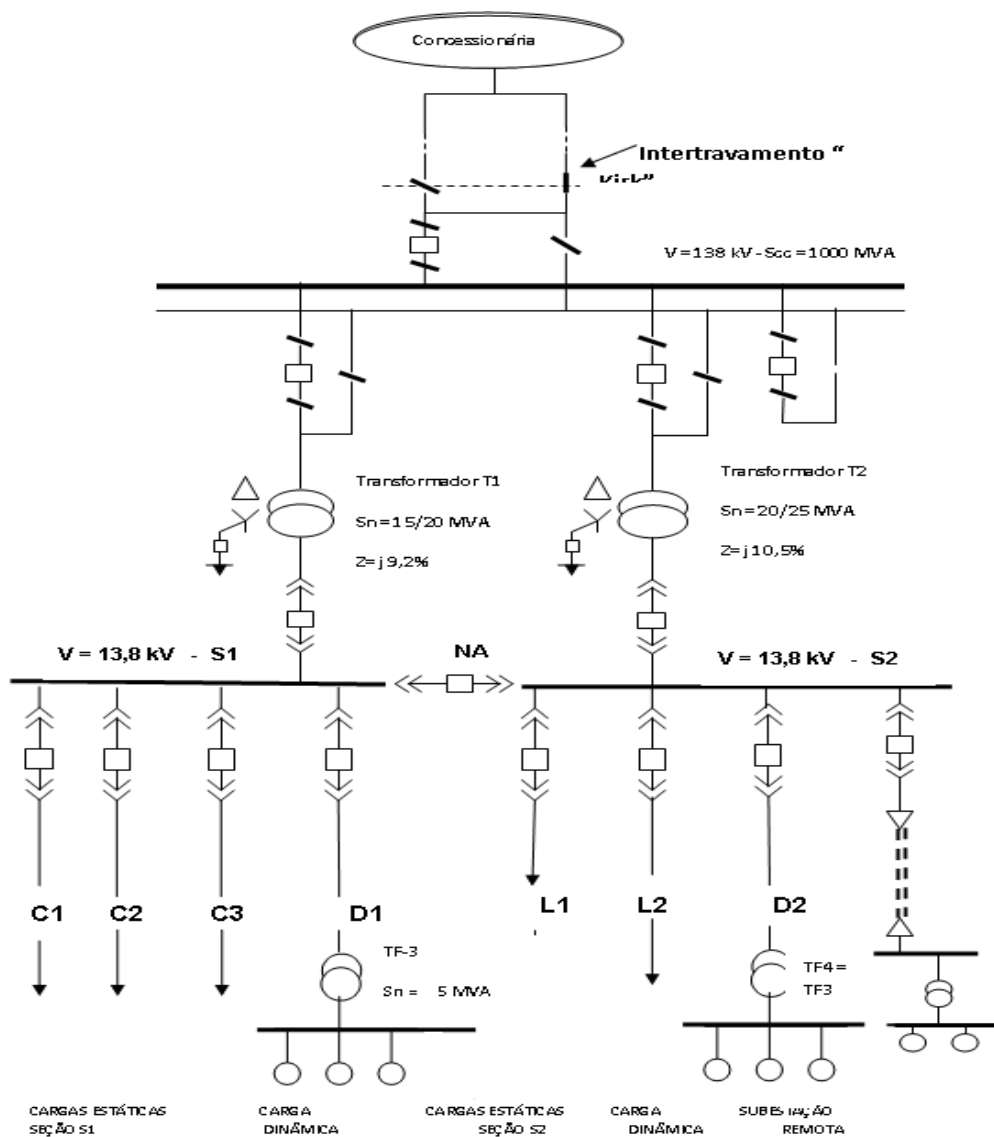 Concessionária
Intertravamento “
V = 138 kV - Scc = 1000 MVA
Transformador T1
Sn = 15/20 MVA
Z= j 9,2%
Transformador T2
Sn = 20/25 MVA
Z= j 10,5%
V = 13,8 kV - S1
NA
V = 13,8 kV - S2
C1
C2
C3
D1
L1
L2
D2
TF-3
Sn = 5 MVA
TF4 =
TF3
CARGAS ESTÁTICAS
SEÇÃO S1
CARGA
DINÂMICA
CARGAS ESTÁTICAS
SEÇÃO S2
CARGA
DINÂMICA
SUBESTAÇÃO
REMOTA